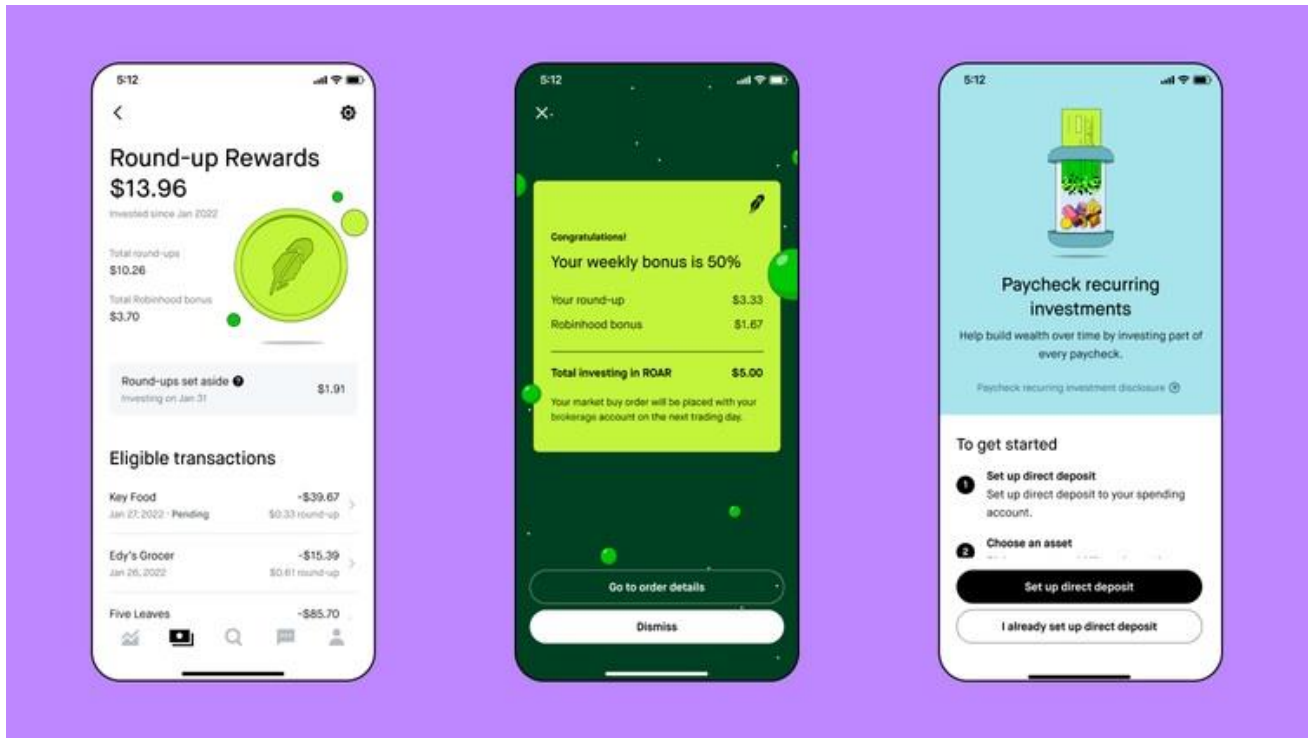 5:12
Round-up Rewards
$13.96
Invested since Jan 2022
Total round-ups
$10.26
Total Robinhood bonus
$3.70
Round-ups set aside
$1.91
Investing on Jan 31
Eligible transactions
Key Food -$39.67
Jan 27, 2022 · Pending $0.33 round-up
Edy's Grocer -$15.39
Jan 26, 2022 $0.61 round-up
Five Leaves -$85.70
5:12
Congratulations!
Your weekly bonus is 50%
Your round-up $3.33
Robinhood bonus $1.67
Total investing in ROAR $5.00
Your market buy order will be placed with your
brokerage account on the next trading day.
Go to order details
Dismiss
5:12
Paycheck recurring
investments
Help build wealth over time by investing part of
every paycheck.
Paycheck recurring investment disclosure
To get started
1 Set up direct deposit
Set up direct deposit to your spending
account.
2 Choose an asset
Set up direct deposit
I already set up direct deposit